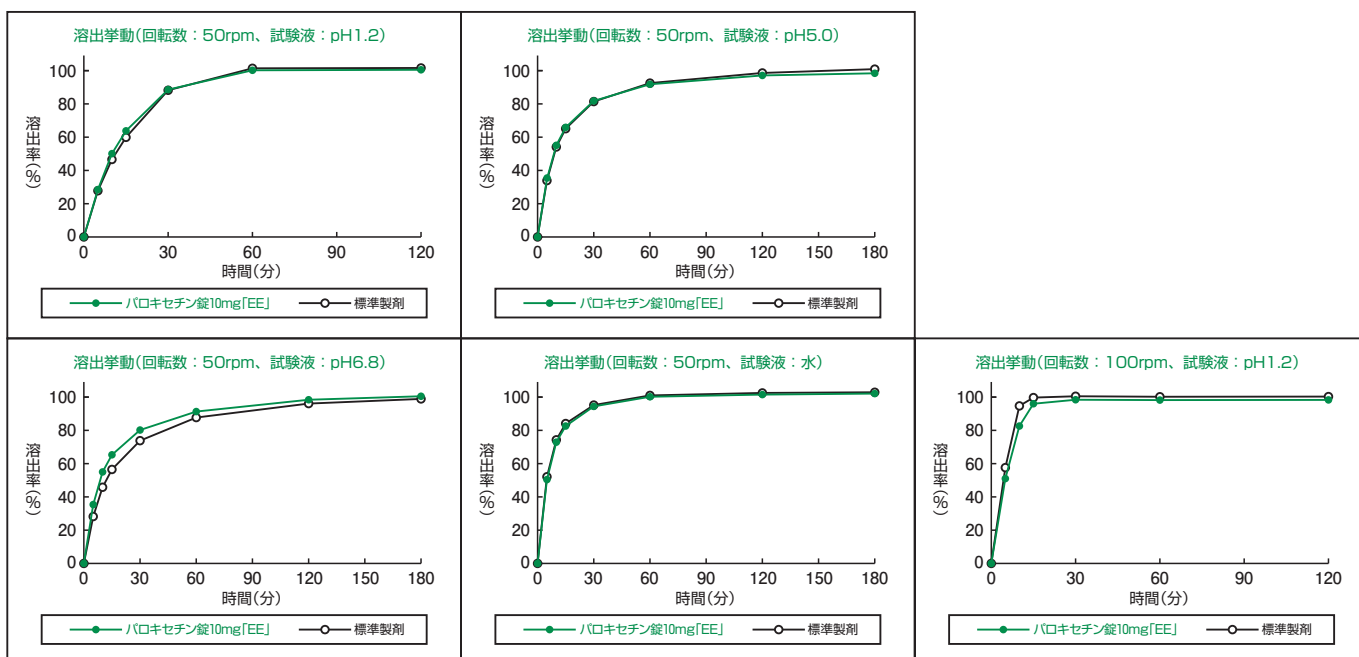 溶出挙動(回転数：50rpm、試験液：pH1.2)
100
80
60
40
20
0
溶出率(%)
0 30 60 90 120
時間(分)
パロキセチン錠10mg「EE」 標準製剤
溶出挙動(回転数：50rpm、試験液：pH5.0)
100
80
60
40
20
0
溶出率(%)
0 30 60 90 120 150 180
時間(分)
パロキセチン錠10mg「EE」 標準製剤
溶出挙動(回転数：50rpm、試験液：pH6.8)
100
80
60
40
20
0
溶出率(%)
0 30 60 90 120 150 180
時間(分)
パロキセチン錠10mg「EE」 標準製剤
溶出挙動(回転数：50rpm、試験液：水)
100
80
60
40
20
0
溶出率(%)
0 30 60 90 120 150 180
時間(分)
パロキセチン錠10mg「EE」 標準製剤
溶出挙動(回転数：100rpm、試験液：pH1.2)
100
80
60
40
20
0
溶出率(%)
0 30 60 90 120
時間(分)
パロキセチン錠10mg「EE」 標準製剤